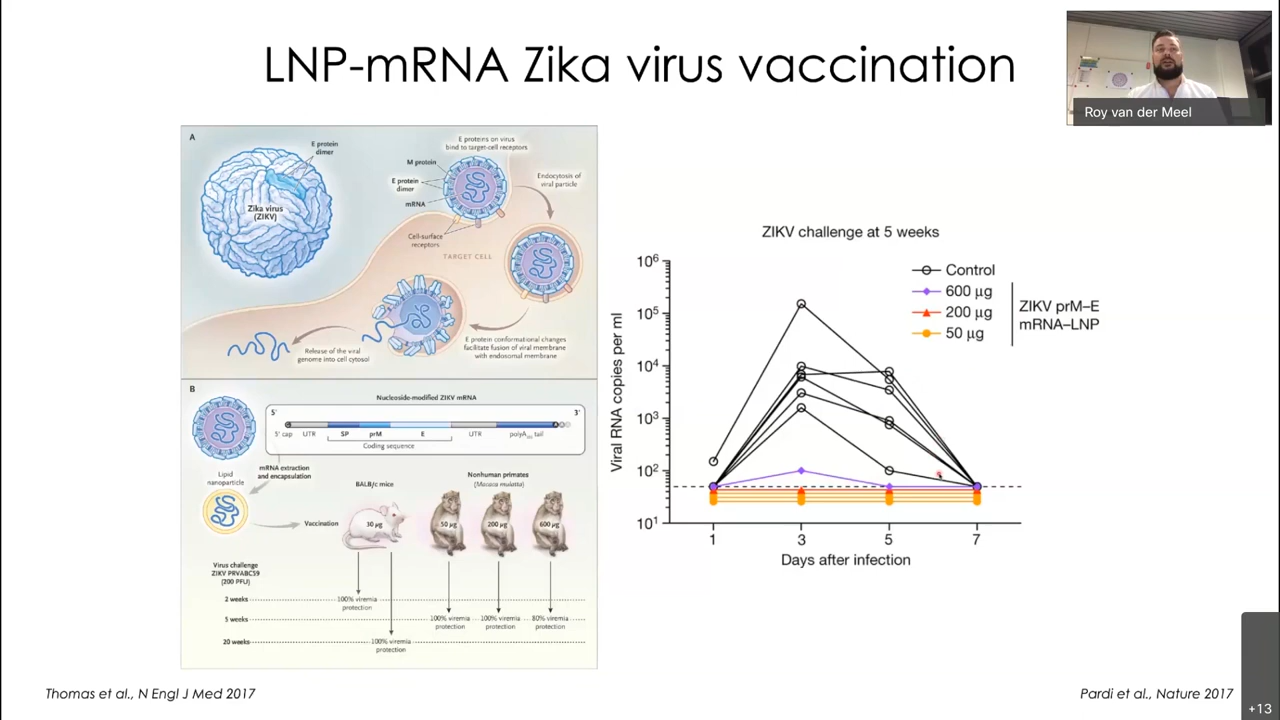 LNP-mRNA Zika virus vaccination
Roy van der Meel
A
E protein
dimer
Zika virus
(ZIKV)
E proteins on virus
bind to target-cell receptors
M protein
E protein
dimer
mRNA
Endocytosis of
viral particle
Cell-surface
receptors
TARGET CELL
E protein conformational changes
facilitate fusion of viral membrane
with endosomal membrane
Release of the viral
genome into cell cytosol
B
Nucleoside-modified ZIKV mRNA
5' 3'
5' cap UTR SP prM E UTR polyA tail
Coding sequence
mRNA extraction
and encapsulation
Lipid
nanoparticle
BALB/c mice
Nonhuman primates
(Macaca mulatta)
Vaccination
30 µg 50 µg 200 µg 600 µg
Virus challenge
ZIKV PRVABC59
(200 PFU)
2 weeks
100% viremia
protection
5 weeks
100% viremia
protection
100% viremia
protection
80% viremia
protection
20 weeks
100% viremia
protection
ZIKV challenge at 5 weeks
Viral RNA copies per ml
10⁶
10⁵
10⁴
10³
10²
10¹
Control
600 µg
200 µg
50 µg
ZIKV prM–E
mRNA–LNP
1 3 5 7
Days after infection
Thomas et al., N Engl J Med 2017
Pardi et al., Nature 2017
+13